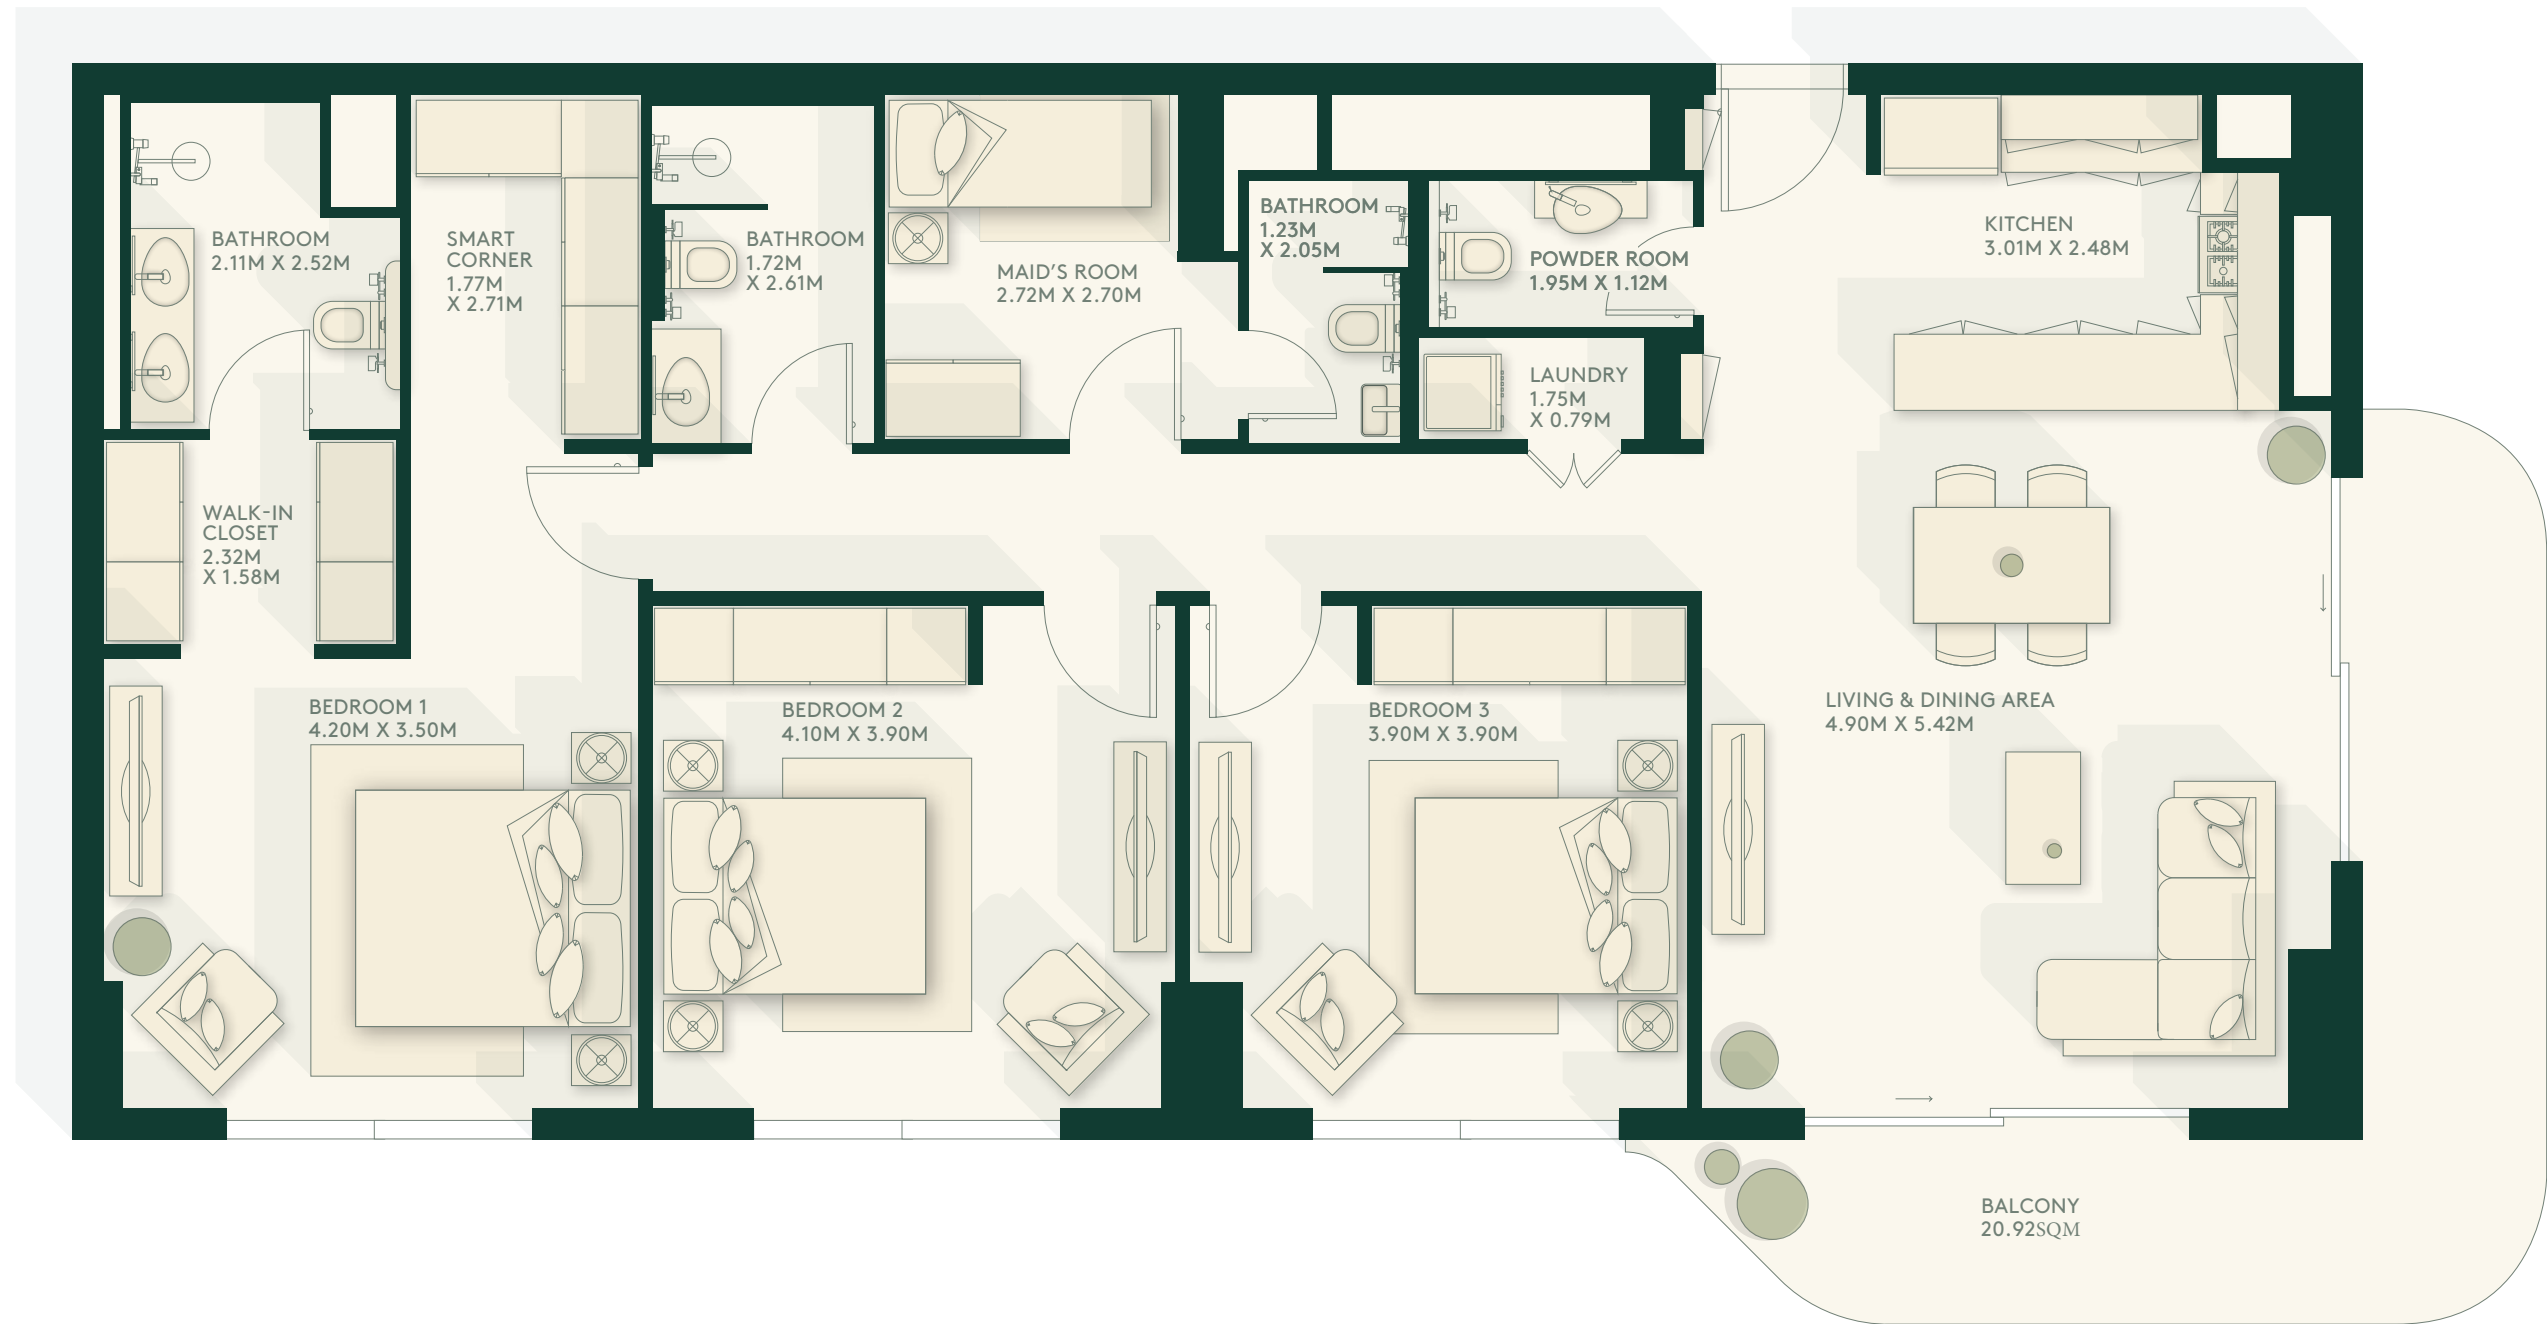 BATHROOM
2.11M X 2.52M
SMART
CORNER
1.77M
X 2.71M
BATHROOM
1.72M
X 2.61M
MAID'S ROOM
2.72M X 2.70M
BATHROOM
1.23M
X 2.05M
POWDER ROOM
1.95M X 1.12M
KITCHEN
3.01M X 2.48M
LAUNDRY
1.75M
X 0.79M
WALK-IN
CLOSET
2.32M
X 1.58M
BEDROOM 1
4.20M X 3.50M
BEDROOM 2
4.10M X 3.90M
BEDROOM 3
3.90M X 3.90M
LIVING & DINING AREA
4.90M X 5.42M
BALCONY
20.92SQM